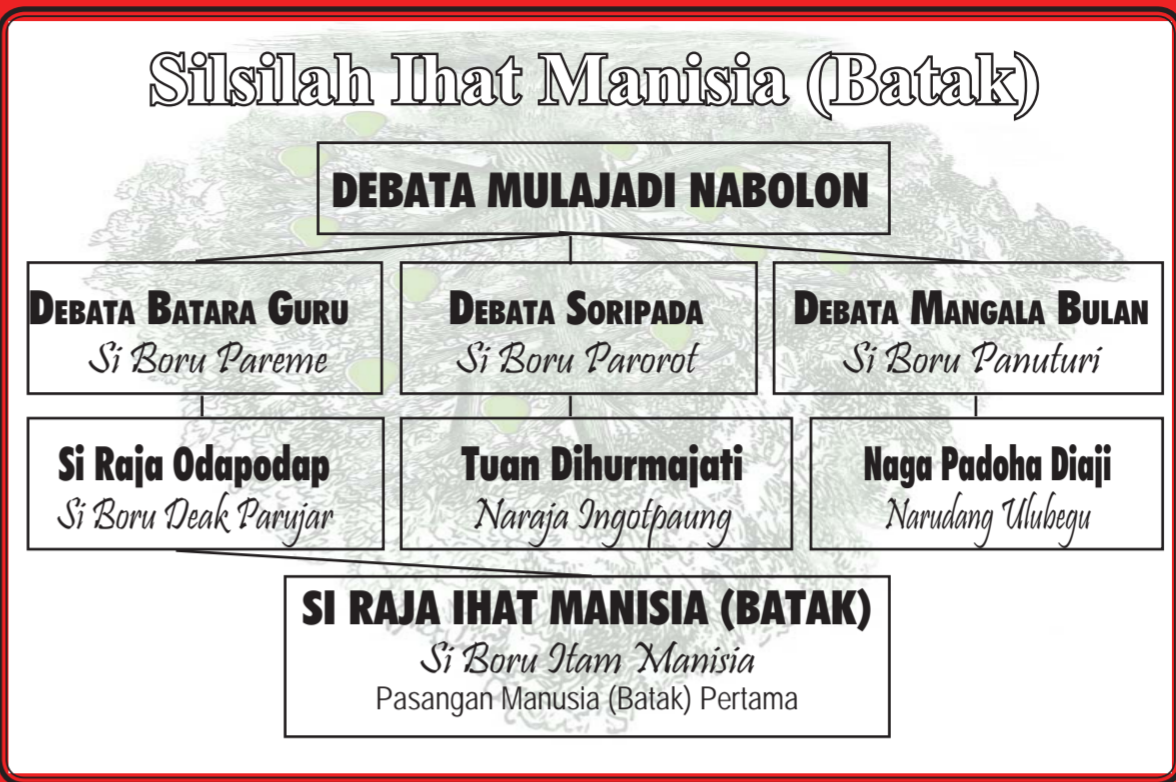 Silsilah Ihat Manisia (Batak)
DEBATA MULAJADI NABOLON
DEBATA BATARA GURU
Si Boru Pareme
DEBATA SORIPADA
Si Boru Parorot
DEBATA MANGALA BULAN
Si Boru Panuturi
Si Raja Odapodap
Si Boru Deak Parujar
Tuan Dihurmajati
Naraja Ingotpaung
Naga Padoha Diaji
Narudang Ulubegu
SI RAJA IHAT MANISIA (BATAK)
Si Boru Itam Manisia
Pasangan Manusia (Batak) Pertama